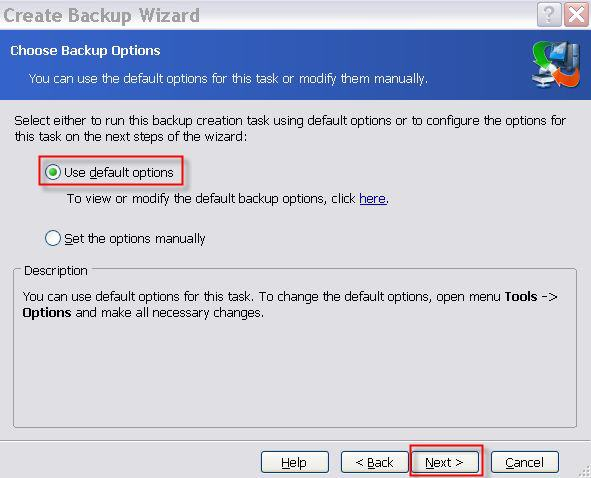 Create Backup Wizard
Choose Backup Options
You can use the default options for this task or modify them manually.
Select either to run this backup creation task using default options or to configure the options for
this task on the next steps of the wizard:
Use default options
To view or modify the default backup options, click here.
Set the options manually
Description
You can use default options for this task. To change the default options, open menu Tools ->
Options and make all necessary changes.
Help
< Back
Next >
Cancel